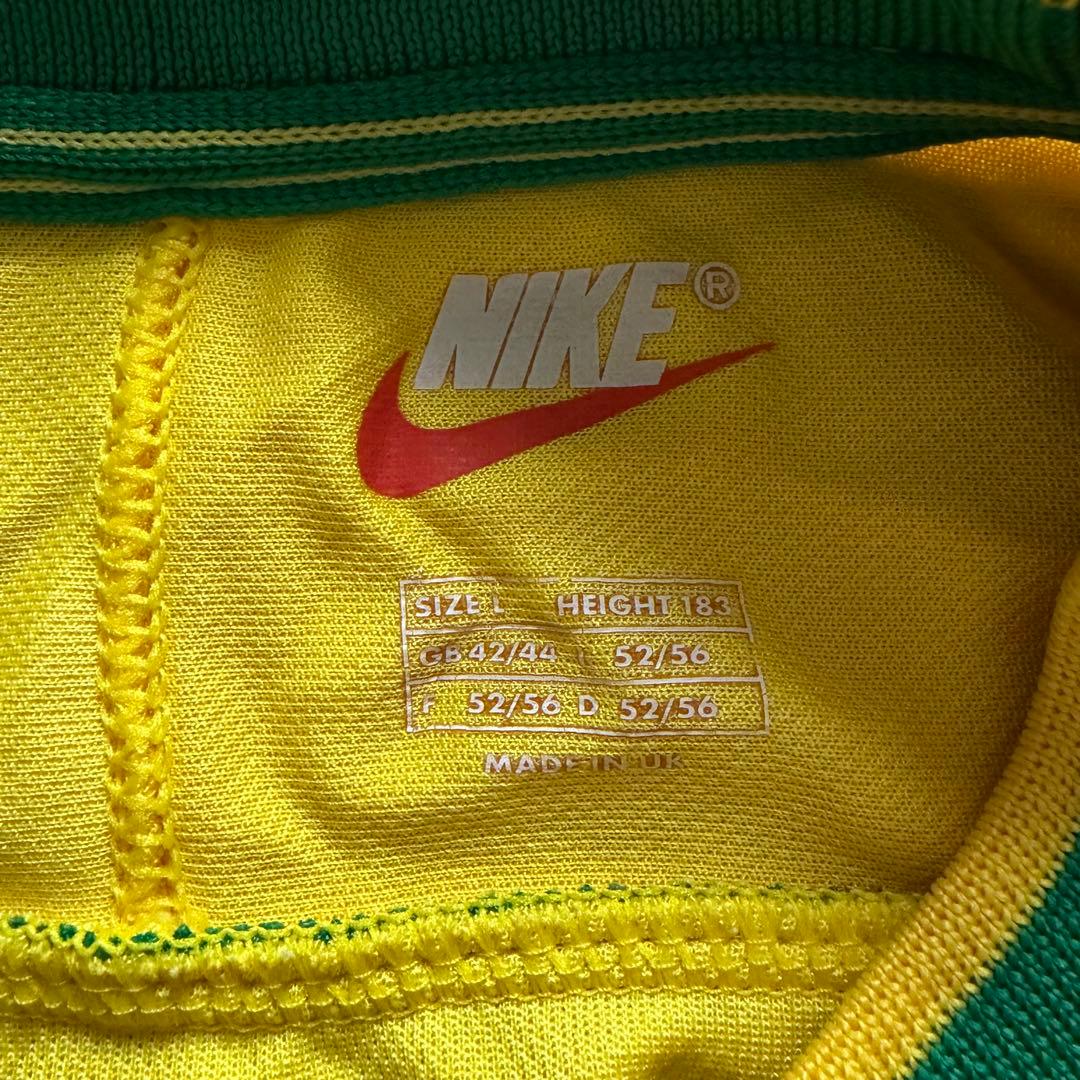 NIKE®
SIZE L HEIGHT 183
GB 42/44 I 52/56
F 52/56 D 52/56
MADE IN UK